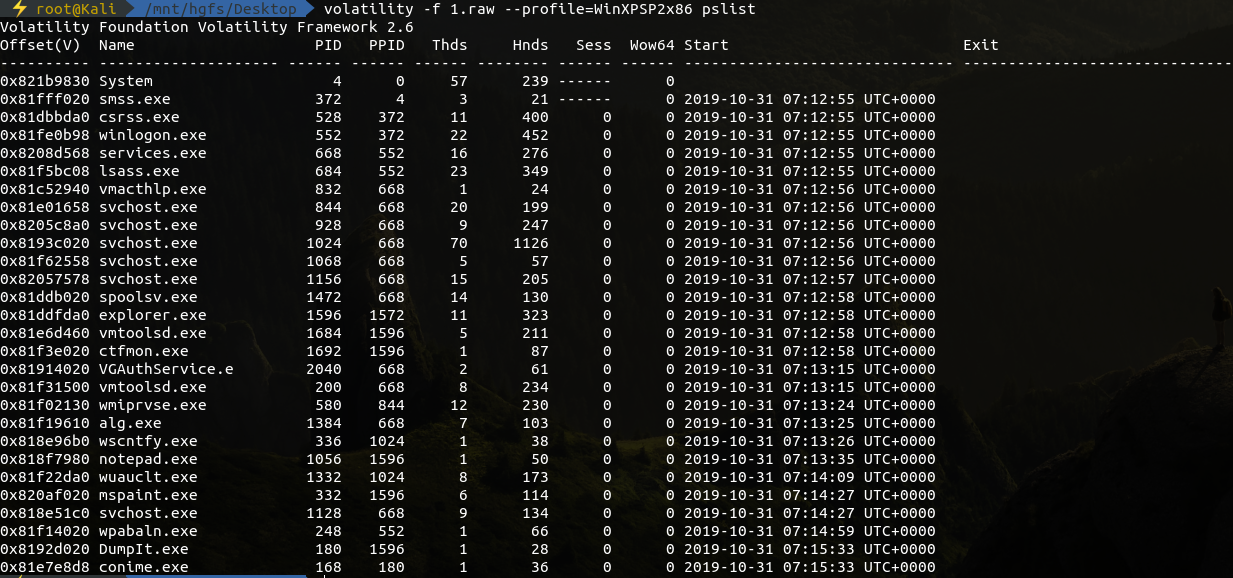 root@Kali /mnt/hgfs/Desktop volatility -f 1.raw --profile=WinXPSP2x86 pslist
Volatility Foundation Volatility Framework 2.6
Offset(V)  Name                    PID   PPID   Thds     Hnds   Sess  Wow64 Start                          Exit
---------- -------------------- ------ ------ ------ -------- ------ ------ ------------------------------ ------------------------------
0x821b9830 System                    4      0     57      239 ------      0
0x81fff020 smss.exe                372      4      3       21 ------      0 2019-10-31 07:12:55 UTC+0000
0x81dbbda0 csrss.exe               528    372     11      400      0      0 2019-10-31 07:12:55 UTC+0000
0x81fe0b98 winlogon.exe            552    372     22      452      0      0 2019-10-31 07:12:55 UTC+0000
0x8208d568 services.exe            668    552     16      276      0      0 2019-10-31 07:12:55 UTC+0000
0x81f5bc08 lsass.exe               684    552     23      349      0      0 2019-10-31 07:12:55 UTC+0000
0x81c52940 vmacthlp.exe            832    668      1       24      0      0 2019-10-31 07:12:56 UTC+0000
0x81e01658 svchost.exe             844    668     20      199      0      0 2019-10-31 07:12:56 UTC+0000
0x8205c8a0 svchost.exe             928    668      9      247      0      0 2019-10-31 07:12:56 UTC+0000
0x8193c020 svchost.exe            1024    668     70     1126      0      0 2019-10-31 07:12:56 UTC+0000
0x81f62558 svchost.exe            1068    668      5       57      0      0 2019-10-31 07:12:56 UTC+0000
0x82057578 svchost.exe            1156    668     15      205      0      0 2019-10-31 07:12:57 UTC+0000
0x81ddb020 spoolsv.exe            1472    668     14      130      0      0 2019-10-31 07:12:58 UTC+0000
0x81ddfda0 explorer.exe           1596   1572     11      323      0      0 2019-10-31 07:12:58 UTC+0000
0x81e6d460 vmtoolsd.exe           1684   1596      5      211      0      0 2019-10-31 07:12:58 UTC+0000
0x81f3e020 ctfmon.exe             1692   1596      1       87      0      0 2019-10-31 07:12:58 UTC+0000
0x81914020 VGAuthService.e        2040    668      2       61      0      0 2019-10-31 07:13:15 UTC+0000
0x81f31500 vmtoolsd.exe            200    668      8      234      0      0 2019-10-31 07:13:15 UTC+0000
0x81f02130 wmiprvse.exe            580    844     12      230      0      0 2019-10-31 07:13:24 UTC+0000
0x81f19610 alg.exe                1384    668      7      103      0      0 2019-10-31 07:13:25 UTC+0000
0x818e96b0 wscntfy.exe             336   1024      1       38      0      0 2019-10-31 07:13:26 UTC+0000
0x818f7980 notepad.exe            1056   1596      1       50      0      0 2019-10-31 07:13:35 UTC+0000
0x81f22da0 wuauclt.exe            1332   1024      8      173      0      0 2019-10-31 07:14:09 UTC+0000
0x820af020 mspaint.exe             332   1596      6      114      0      0 2019-10-31 07:14:27 UTC+0000
0x818e51c0 svchost.exe            1128    668      9      134      0      0 2019-10-31 07:14:27 UTC+0000
0x81f14020 wpabaln.exe             248    552      1       66      0      0 2019-10-31 07:14:59 UTC+0000
0x8192d020 DumpIt.exe              180   1596      1       28      0      0 2019-10-31 07:15:33 UTC+0000
0x81e7e8d8 conime.exe              168    180      1       36      0      0 2019-10-31 07:15:33 UTC+0000